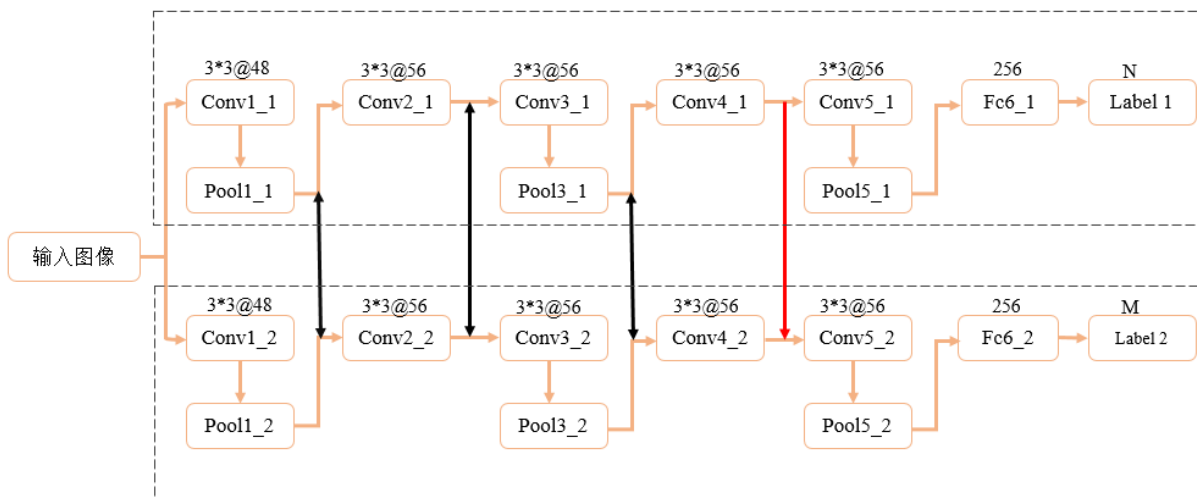 3*3@48 3*3@56 3*3@56 3*3@56 3*3@56 256 N
Conv1_1 Conv2_1 Conv3_1 Conv4_1 Conv5_1 Fc6_1 Label 1
Pool1_1 Pool3_1 Pool5_1
输入图像
3*3@48 3*3@56 3*3@56 3*3@56 3*3@56 256 M
Conv1_2 Conv2_2 Conv3_2 Conv4_2 Conv5_2 Fc6_2 Label 2
Pool1_2 Pool3_2 Pool5_2